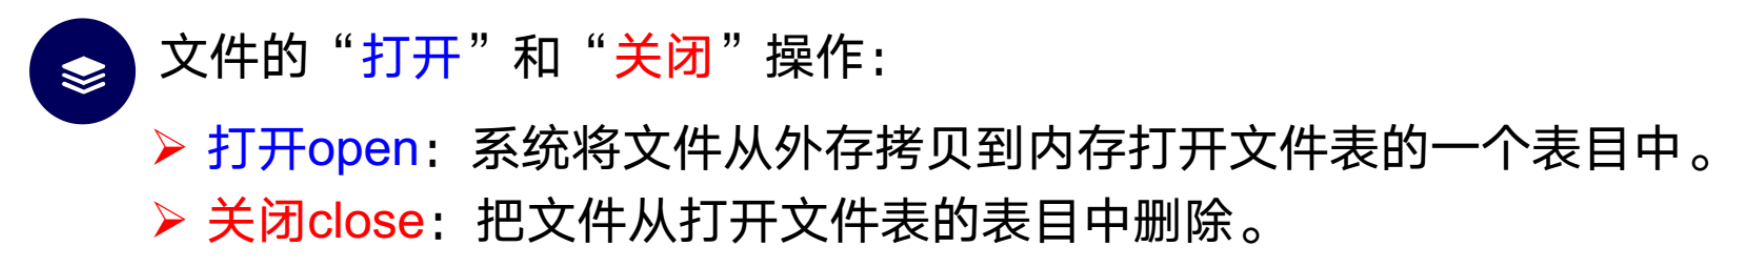 文件的“打开”和“关闭”操作：
打开open：系统将文件从外存拷贝到内存打开文件表的一个表目中。
关闭close：把文件从打开文件表的表目中删除。